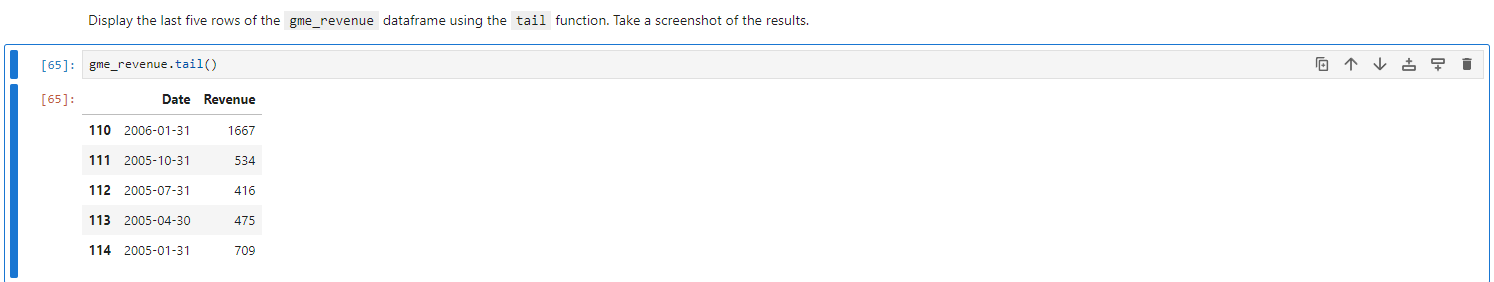 Display the last five rows of the gme_revenue dataframe using the tail function. Take a screenshot of the results.
[65]: gme_revenue.tail()
[65]: Date Revenue
110 2006-01-31 1667
111 2005-10-31 534
112 2005-07-31 416
113 2005-04-30 475
114 2005-01-31 709